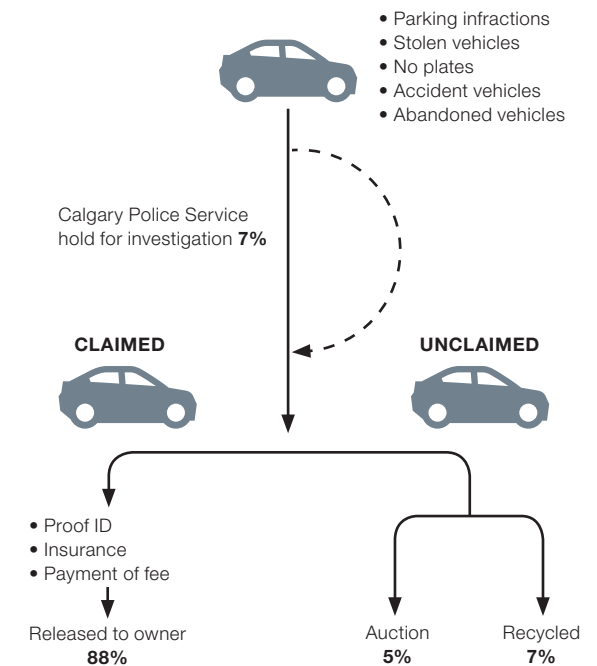 • Parking infractions
• Stolen vehicles
• No plates
• Accident vehicles
• Abandoned vehicles
Calgary Police Service
hold for investigation 7%
CLAIMED
UNCLAIMED
• Proof ID
• Insurance
• Payment of fee
Released to owner
88%
Auction
5%
Recycled
7%